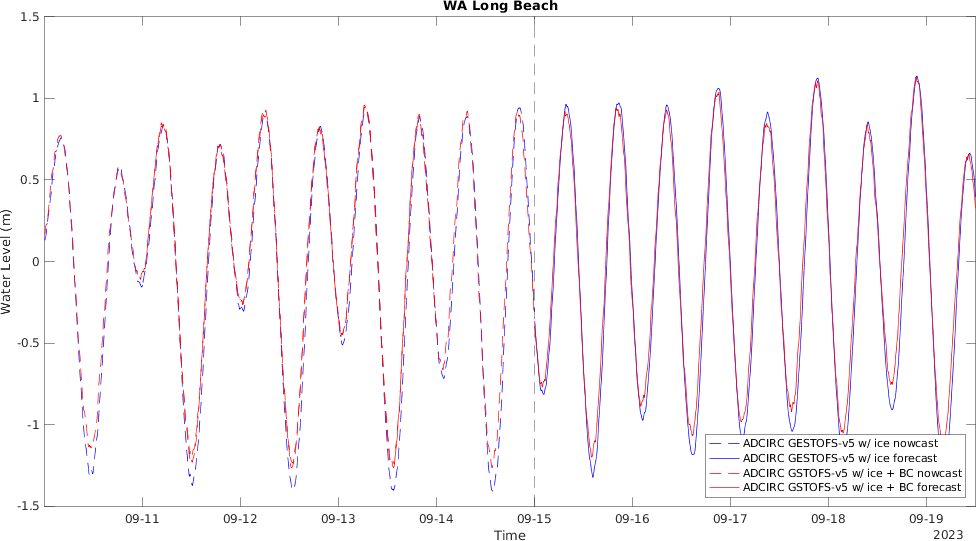 WA Long Beach
1.5
1
0.5
0
-0.5
-1
-1.5
Water Level (m)
09-11
09-12
09-13
09-14
09-15
09-16
09-17
09-18
09-19
Time
2023
ADCIRC GESTOFS-v5 w/ ice nowcast
ADCIRC GESTOFS-v5 w/ ice forecast
ADCIRC GSTOFS-v5 w/ ice + BC nowcast
ADCIRC GSTOFS-v5 w/ ice + BC forecast